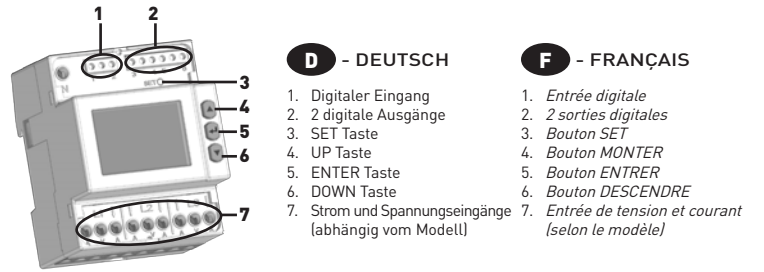 1
2
N
SET
3
4
5
6
L2
7
D - DEUTSCH
1. Digitaler Eingang
2. 2 digitale Ausgänge
3. SET Taste
4. UP Taste
5. ENTER Taste
6. DOWN Taste
7. Strom und Spannungseingänge
(abhängig vom Modell)
F - FRANÇAIS
1. Entrée digitale
2. 2 sorties digitales
3. Bouton SET
4. Bouton MONTER
5. Bouton ENTRER
6. Bouton DESCENDRE
7. Entrée de tension et courant
(selon le modèle)